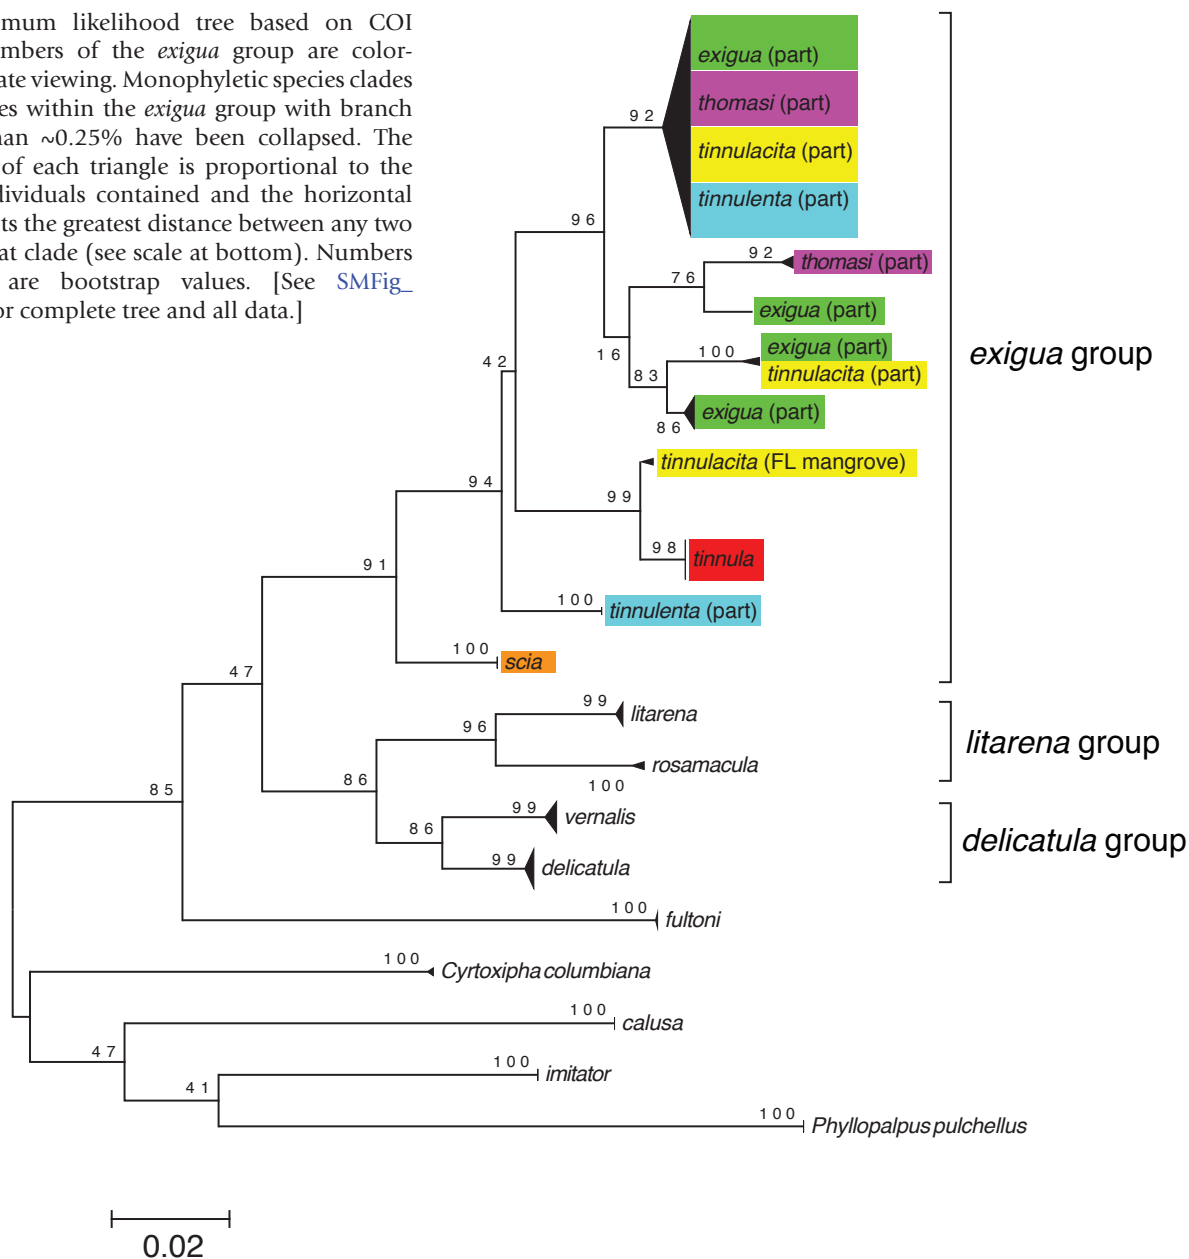 mum likelihood tree based on COI
mbers of the exigua group are color-
ate viewing. Monophyletic species clades
es within the exigua group with branch
han ~0.25% have been collapsed. The
of each triangle is proportional to the
dividuals contained and the horizontal
ts the greatest distance between any two
at clade (see scale at bottom). Numbers
are bootstrap values. [See SMFig_
or complete tree and all data.]
exigua (part)
thomasi (part)
92
tinnulacita (part)
tinnulenta (part)
96
92
thomasi (part)
76
exigua (part)
exigua (part)
100
tinnulacita (part)
16
42
83
exigua (part)
86
exigua group
tinnulacita (FL mangrove)
94
99
98
tinnula
91
100
tinnulenta (part)
100
scia
47
99
litarena
96
rosamacula
100
litarena group
86
85
99
vernalis
86
99
delicatula
delicatula group
100
fultoni
100
Cyrtoxipha columbiana
100
calusa
47
100
imitator
41
100
Phyllopalpus pulchellus
0.02